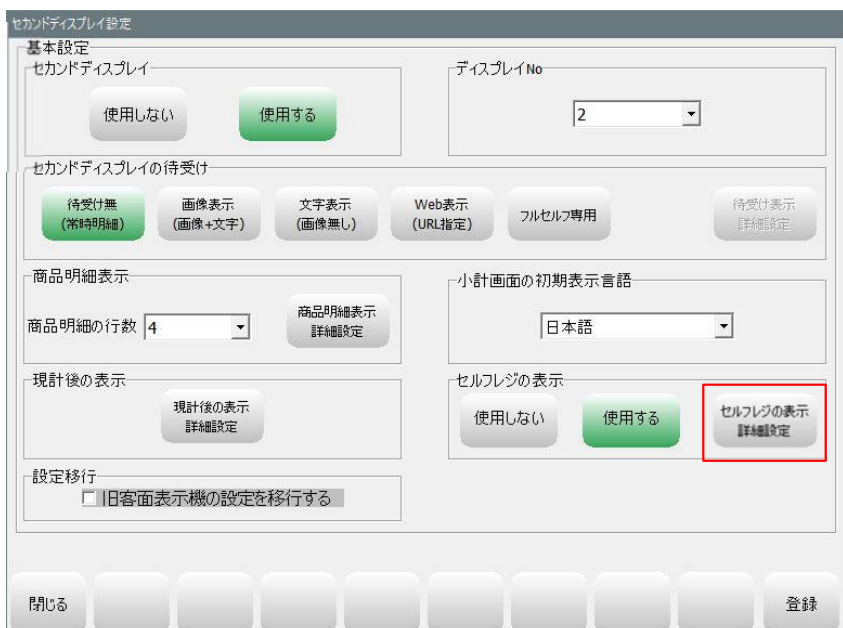 セカンドディスプレイ設定
基本設定
セカンドディスプレイ
使用しない
使用する
ディスプレイNo
2
セカンドディスプレイの待受け
待受け無
(常時明細)
画像表示
(画像+文字)
文字表示
(画像無し)
Web表示
(URL指定)
フルセルフ専用
待受け表示
詳細設定
商品明細表示
商品明細の行数
4
商品明細表示
詳細設定
小計画面の初期表示言語
日本語
現計後の表示
現計後の表示
詳細設定
セルフレジの表示
使用しない
使用する
セルフレジの表示
詳細設定
設定移行
旧客面表示機の設定を移行する
閉じる
登録